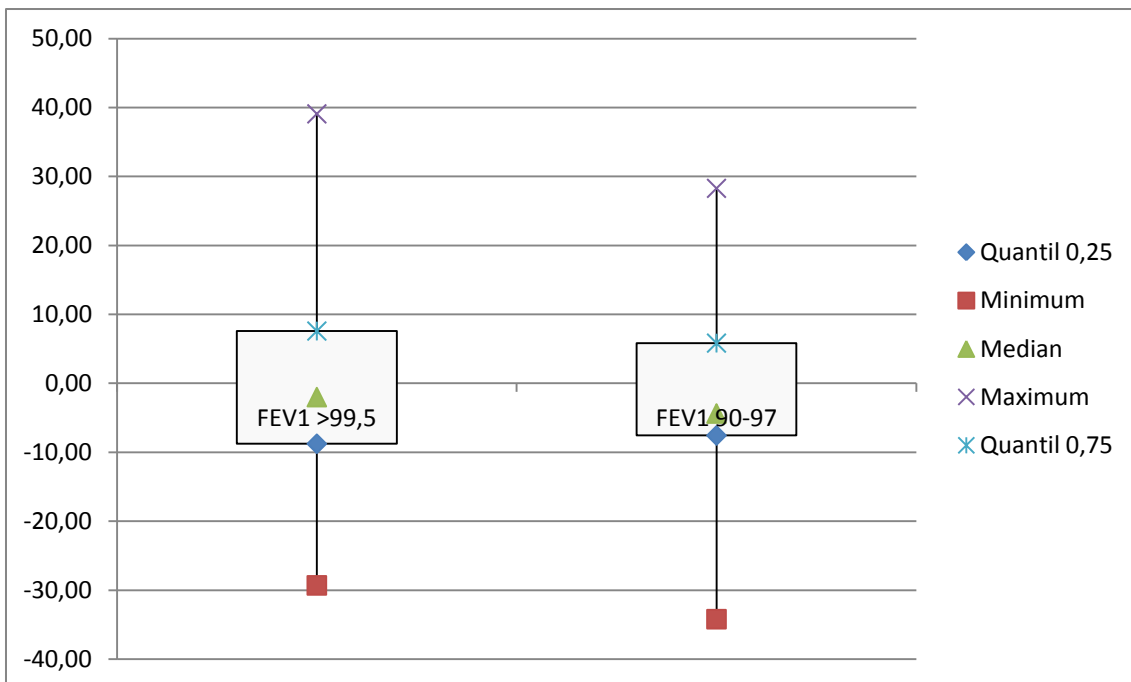 50,00
40,00
30,00
20,00
10,00
0,00
-10,00
-20,00
-30,00
-40,00
FEV1 >99,5
FEV1 90-97
Quantil 0,25
Minimum
Median
Maximum
Quantil 0,75